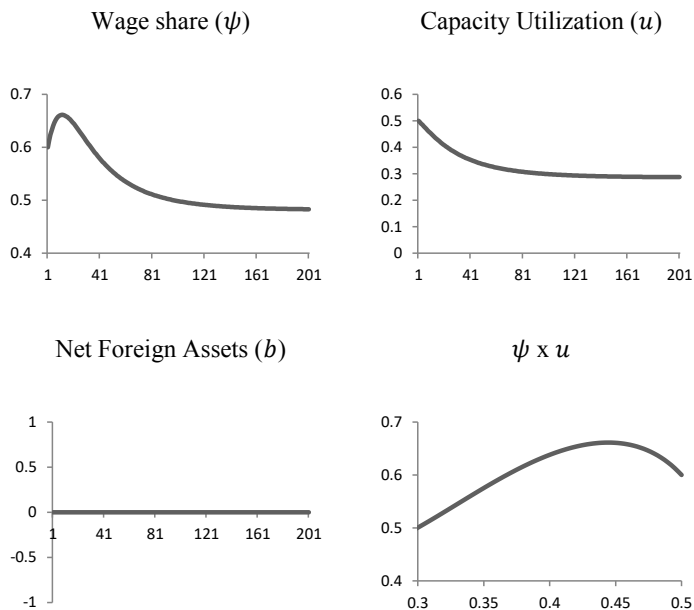 Wage share (ψ)
0.7
0.6
0.5
0.4
1 41 81 121 161 201
Capacity Utilization (u)
0.6
0.5
0.4
0.3
0.2
0.1
0
1 41 81 121 161 201
Net Foreign Assets (b)
1
0.5
0
-0.5
-1
1 41 81 121 161 201
ψ x u
0.7
0.6
0.5
0.4
0.3 0.35 0.4 0.45 0.5